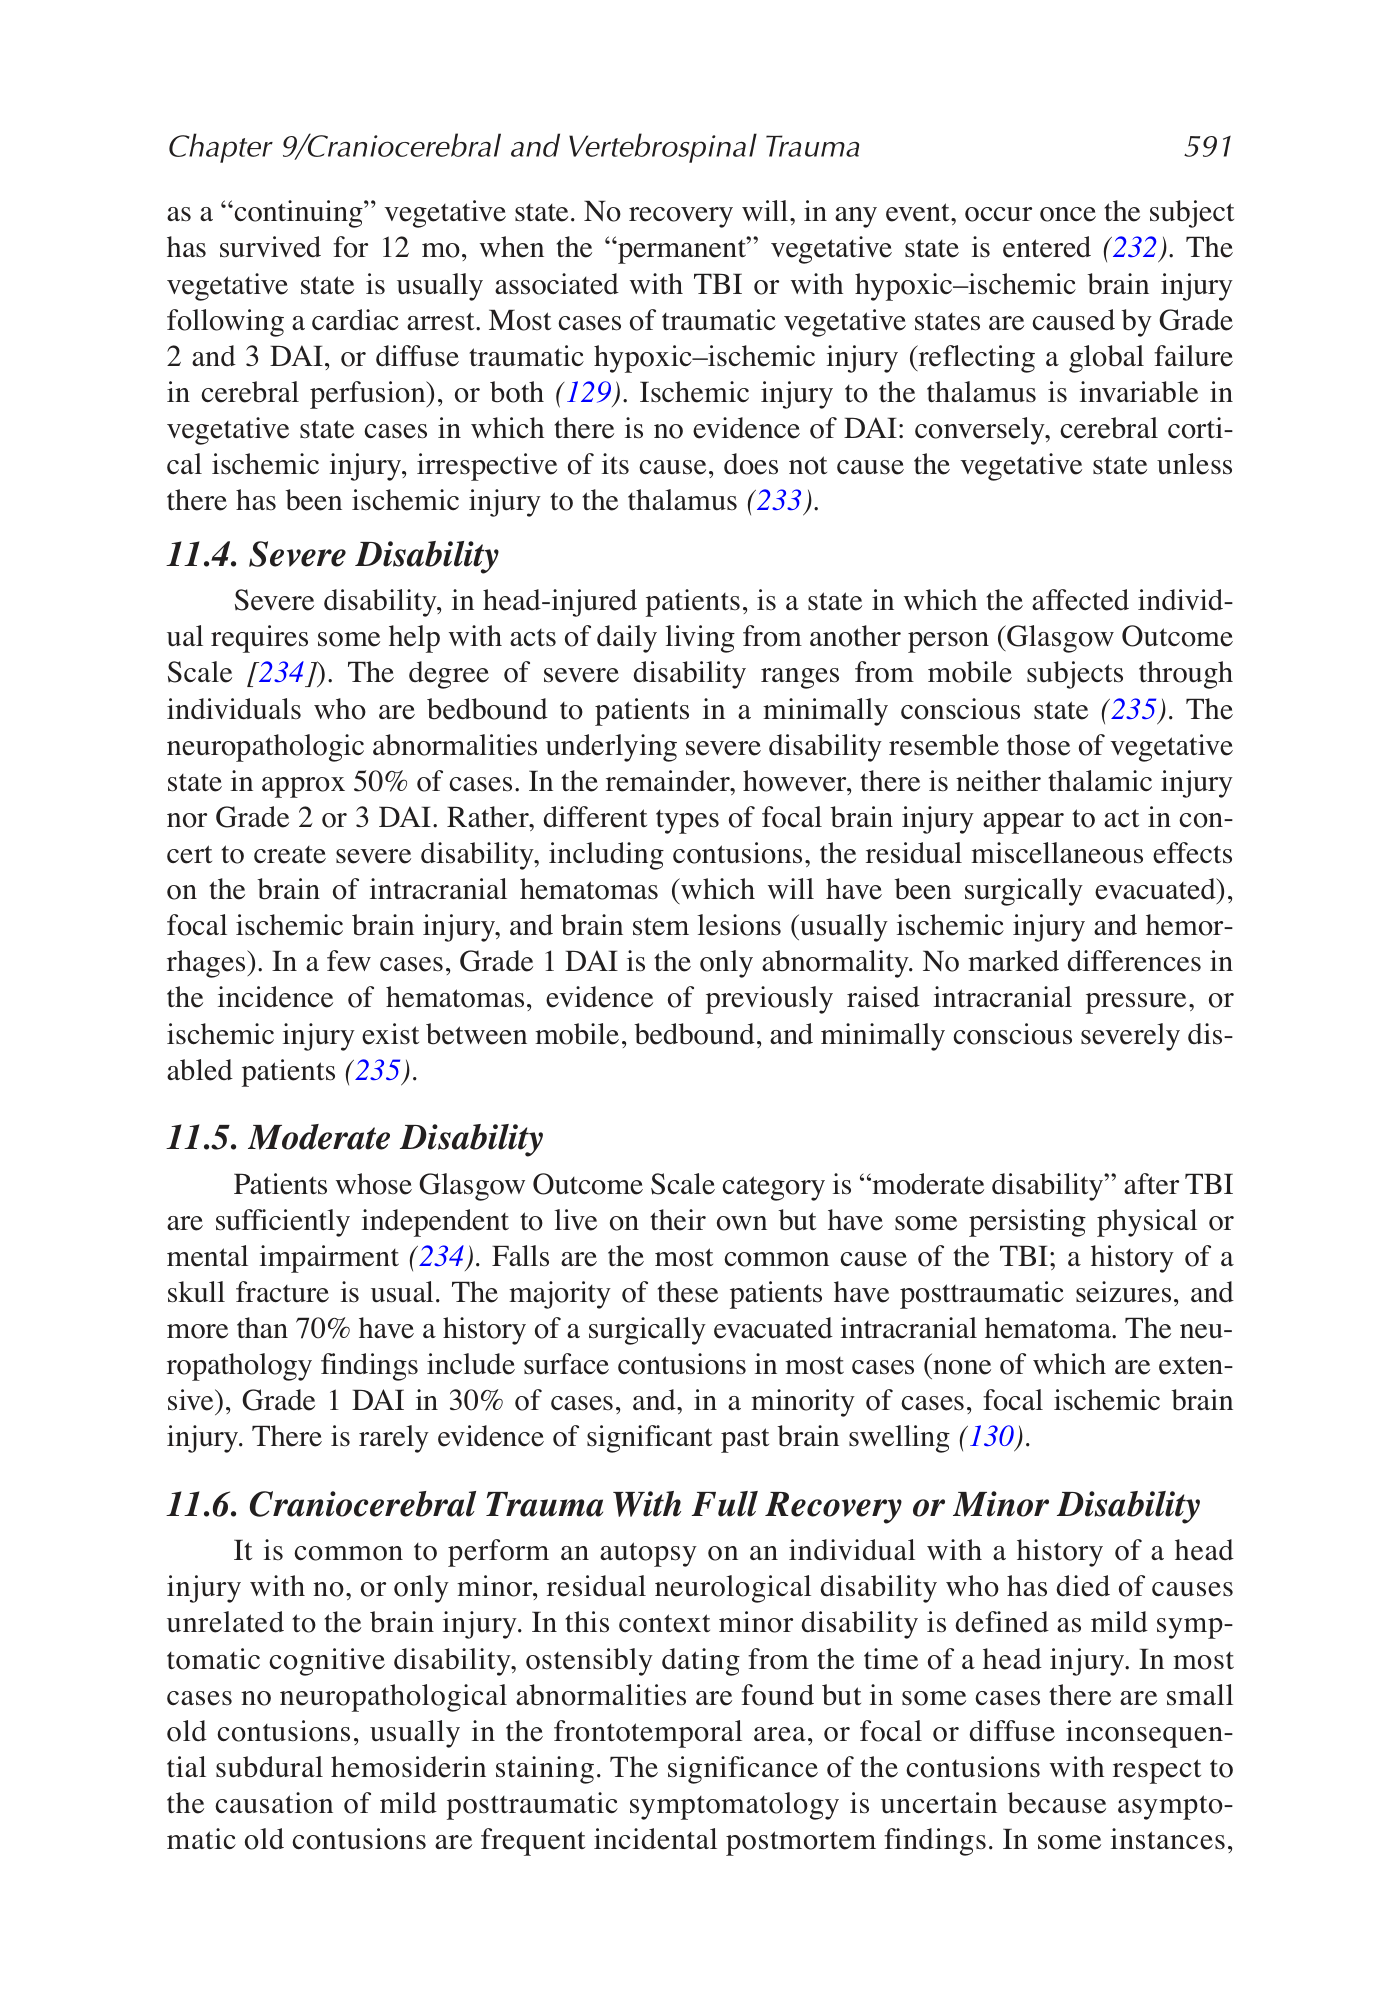 Chapter 9/Craniocerebral and Vertebrospinal Trauma 591
as a “continuing” vegetative state. No recovery will, in any event, occur once the subject
has survived for 12 mo, when the “permanent” vegetative state is entered (232). The
vegetative state is usually associated with TBI or with hypoxic–ischemic brain injury
following a cardiac arrest. Most cases of traumatic vegetative states are caused by Grade
2 and 3 DAI, or diffuse traumatic hypoxic–ischemic injury (reflecting a global failure
in cerebral perfusion), or both (129). Ischemic injury to the thalamus is invariable in
vegetative state cases in which there is no evidence of DAI: conversely, cerebral corti-
cal ischemic injury, irrespective of its cause, does not cause the vegetative state unless
there has been ischemic injury to the thalamus (233).
11.4. Severe Disability
Severe disability, in head-injured patients, is a state in which the affected individ-
ual requires some help with acts of daily living from another person (Glasgow Outcome
Scale [234]). The degree of severe disability ranges from mobile subjects through
individuals who are bedbound to patients in a minimally conscious state (235). The
neuropathologic abnormalities underlying severe disability resemble those of vegetative
state in approx 50% of cases. In the remainder, however, there is neither thalamic injury
nor Grade 2 or 3 DAI. Rather, different types of focal brain injury appear to act in con-
cert to create severe disability, including contusions, the residual miscellaneous effects
on the brain of intracranial hematomas (which will have been surgically evacuated),
focal ischemic brain injury, and brain stem lesions (usually ischemic injury and hemor-
rhages). In a few cases, Grade 1 DAI is the only abnormality. No marked differences in
the incidence of hematomas, evidence of previously raised intracranial pressure, or
ischemic injury exist between mobile, bedbound, and minimally conscious severely dis-
abled patients (235).
11.5. Moderate Disability
Patients whose Glasgow Outcome Scale category is “moderate disability” after TBI
are sufficiently independent to live on their own but have some persisting physical or
mental impairment (234). Falls are the most common cause of the TBI; a history of a
skull fracture is usual. The majority of these patients have posttraumatic seizures, and
more than 70% have a history of a surgically evacuated intracranial hematoma. The neu-
ropathology findings include surface contusions in most cases (none of which are exten-
sive), Grade 1 DAI in 30% of cases, and, in a minority of cases, focal ischemic brain
injury. There is rarely evidence of significant past brain swelling (130).
11.6. Craniocerebral Trauma With Full Recovery or Minor Disability
It is common to perform an autopsy on an individual with a history of a head
injury with no, or only minor, residual neurological disability who has died of causes
unrelated to the brain injury. In this context minor disability is defined as mild symp-
tomatic cognitive disability, ostensibly dating from the time of a head injury. In most
cases no neuropathological abnormalities are found but in some cases there are small
old contusions, usually in the frontotemporal area, or focal or diffuse inconsequen-
tial subdural hemosiderin staining. The significance of the contusions with respect to
the causation of mild posttraumatic symptomatology is uncertain because asympto-
matic old contusions are frequent incidental postmortem findings. In some instances,